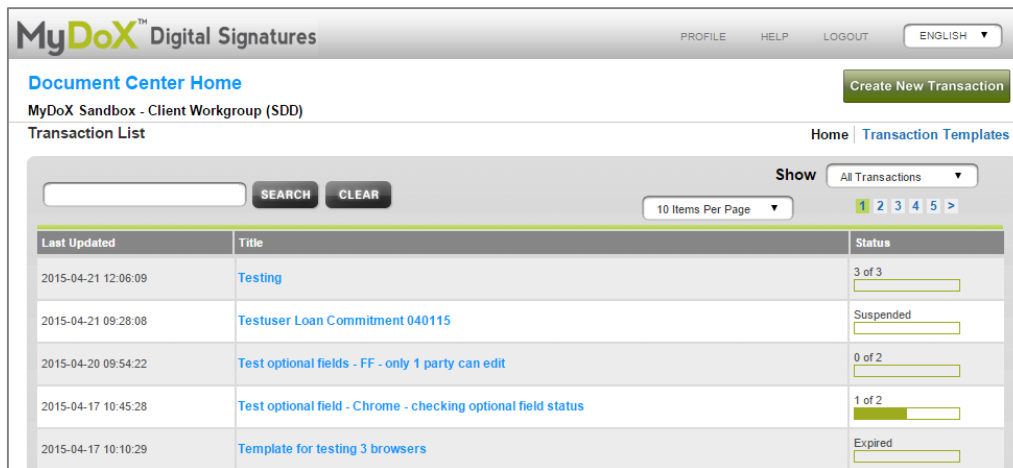 MyDoX™ Digital Signatures PROFILE HELP LOGOUT ENGLISH
Document Center Home Create New Transaction
MyDoX Sandbox - Client Workgroup (SDD)
Transaction List Home Transaction Templates
Show All Transactions
SEARCH CLEAR
10 Items Per Page 1 2 3 4 5 >
Last Updated Title Status
2015-04-21 12:06:09 Testing 3 of 3
2015-04-21 09:28:08 Testuser Loan Commitment 040115 Suspended
2015-04-20 09:54:22 Test optional fields - FF - only 1 party can edit 0 of 2
2015-04-17 10:45:28 Test optional field - Chrome - checking optional field status 1 of 2
2015-04-17 10:10:29 Template for testing 3 browsers Expired